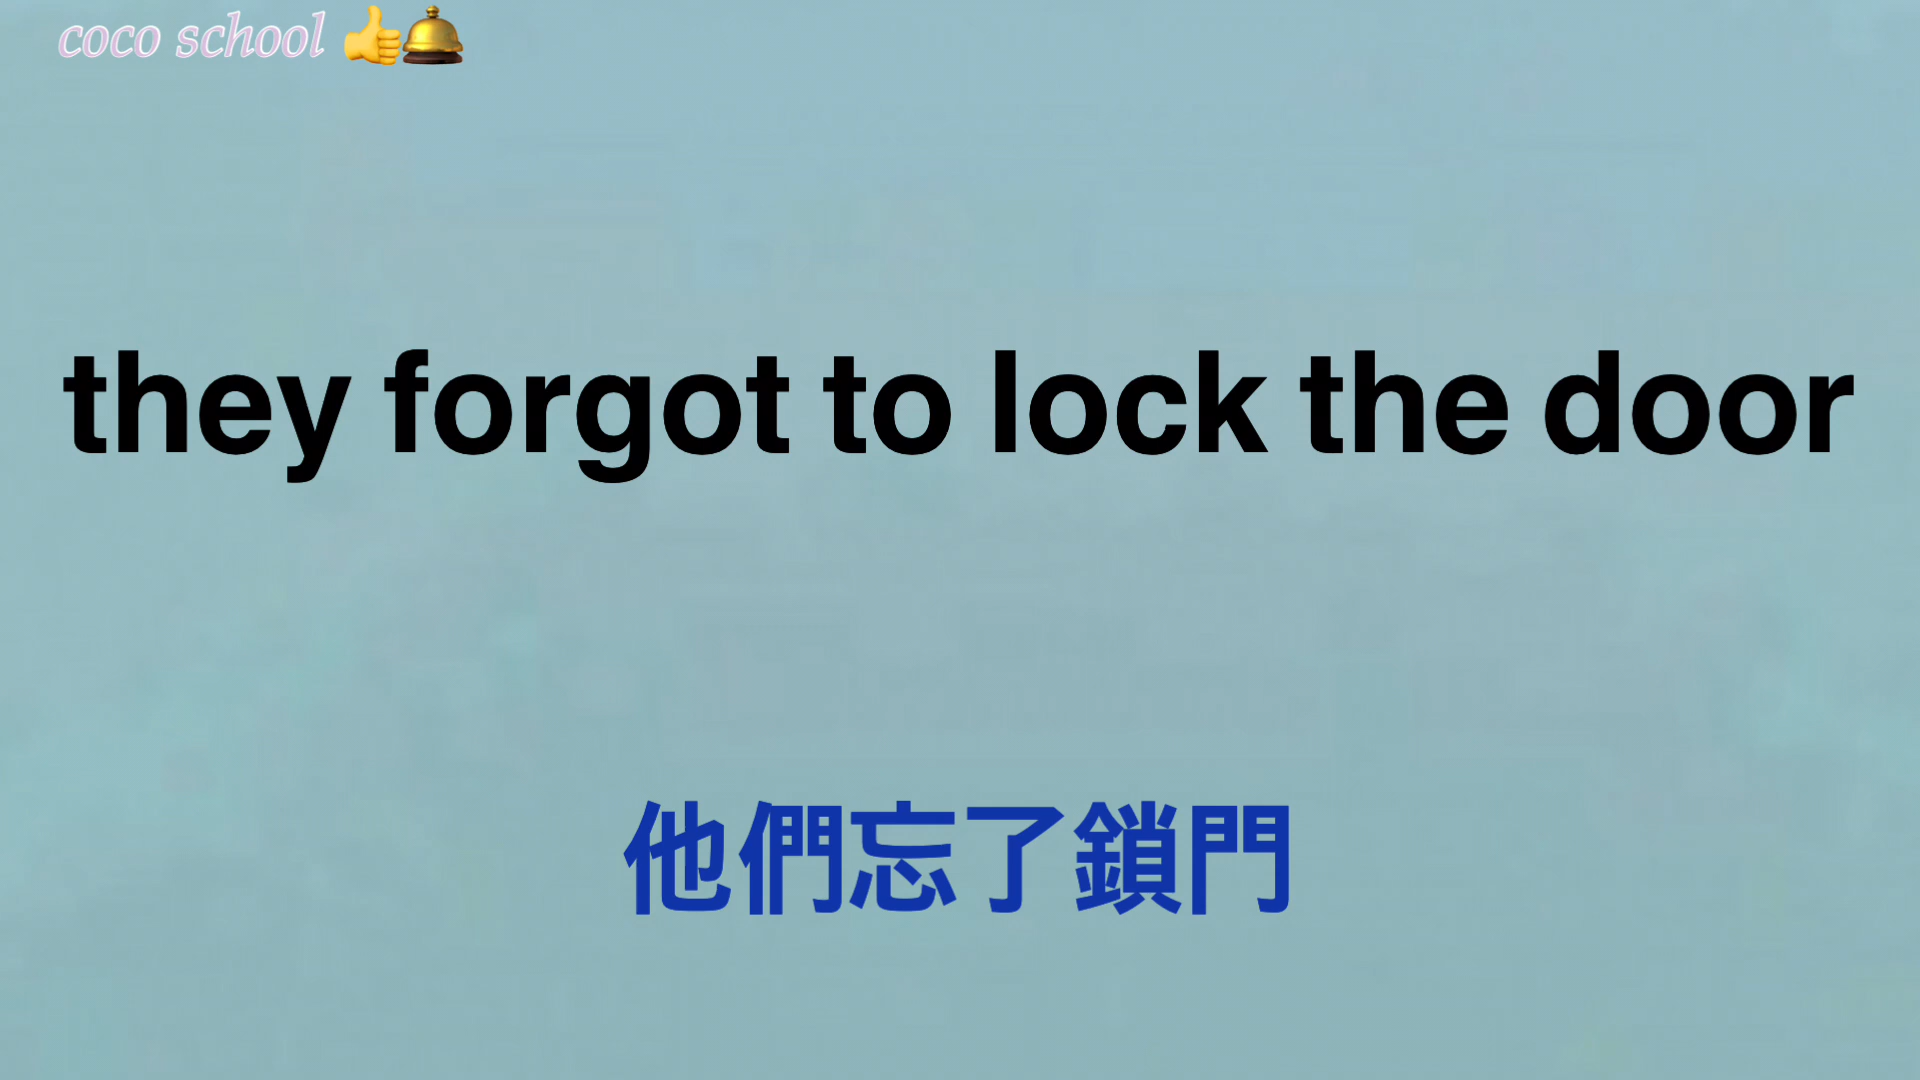 coco school 👍🛎️
they forgot to lock the door
他們忘了鎖門